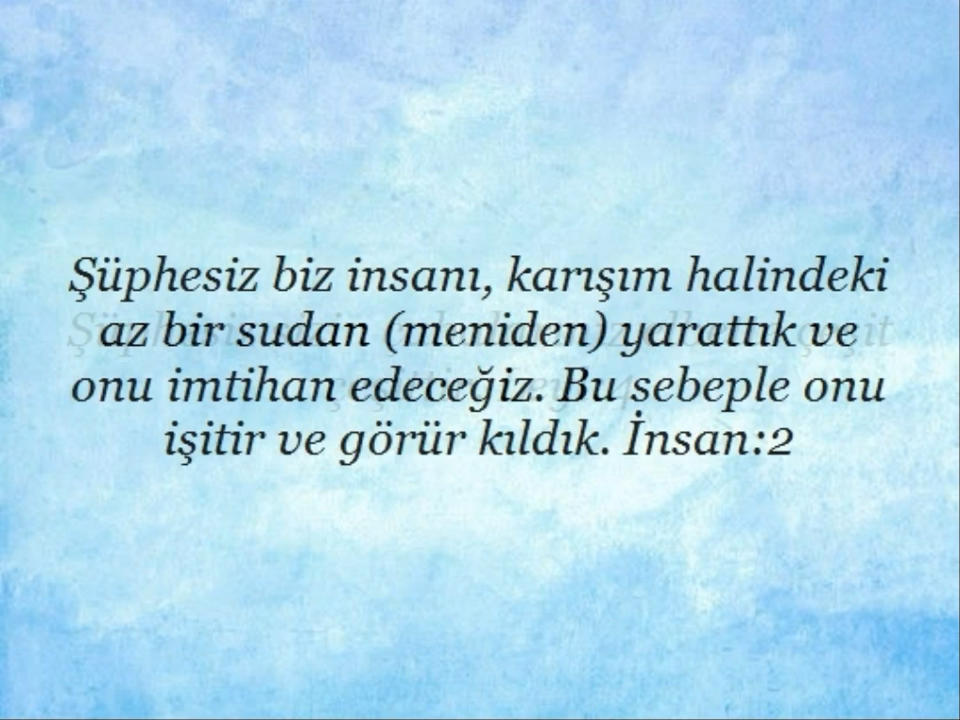 Şüphesiz biz insanı, karışım halindeki
az bir sudan (meniden) yarattık ve
onu imtihan edeceğiz. Bu sebeple onu
işitir ve görür kıldık. İnsan:2